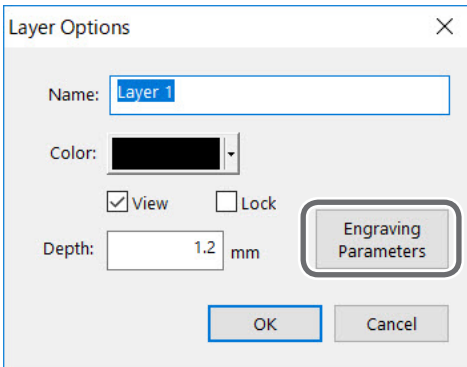 Layer Options
Name: Layer 1
Color:
View Lock
Depth: 1.2 mm
Engraving
Parameters
OK Cancel